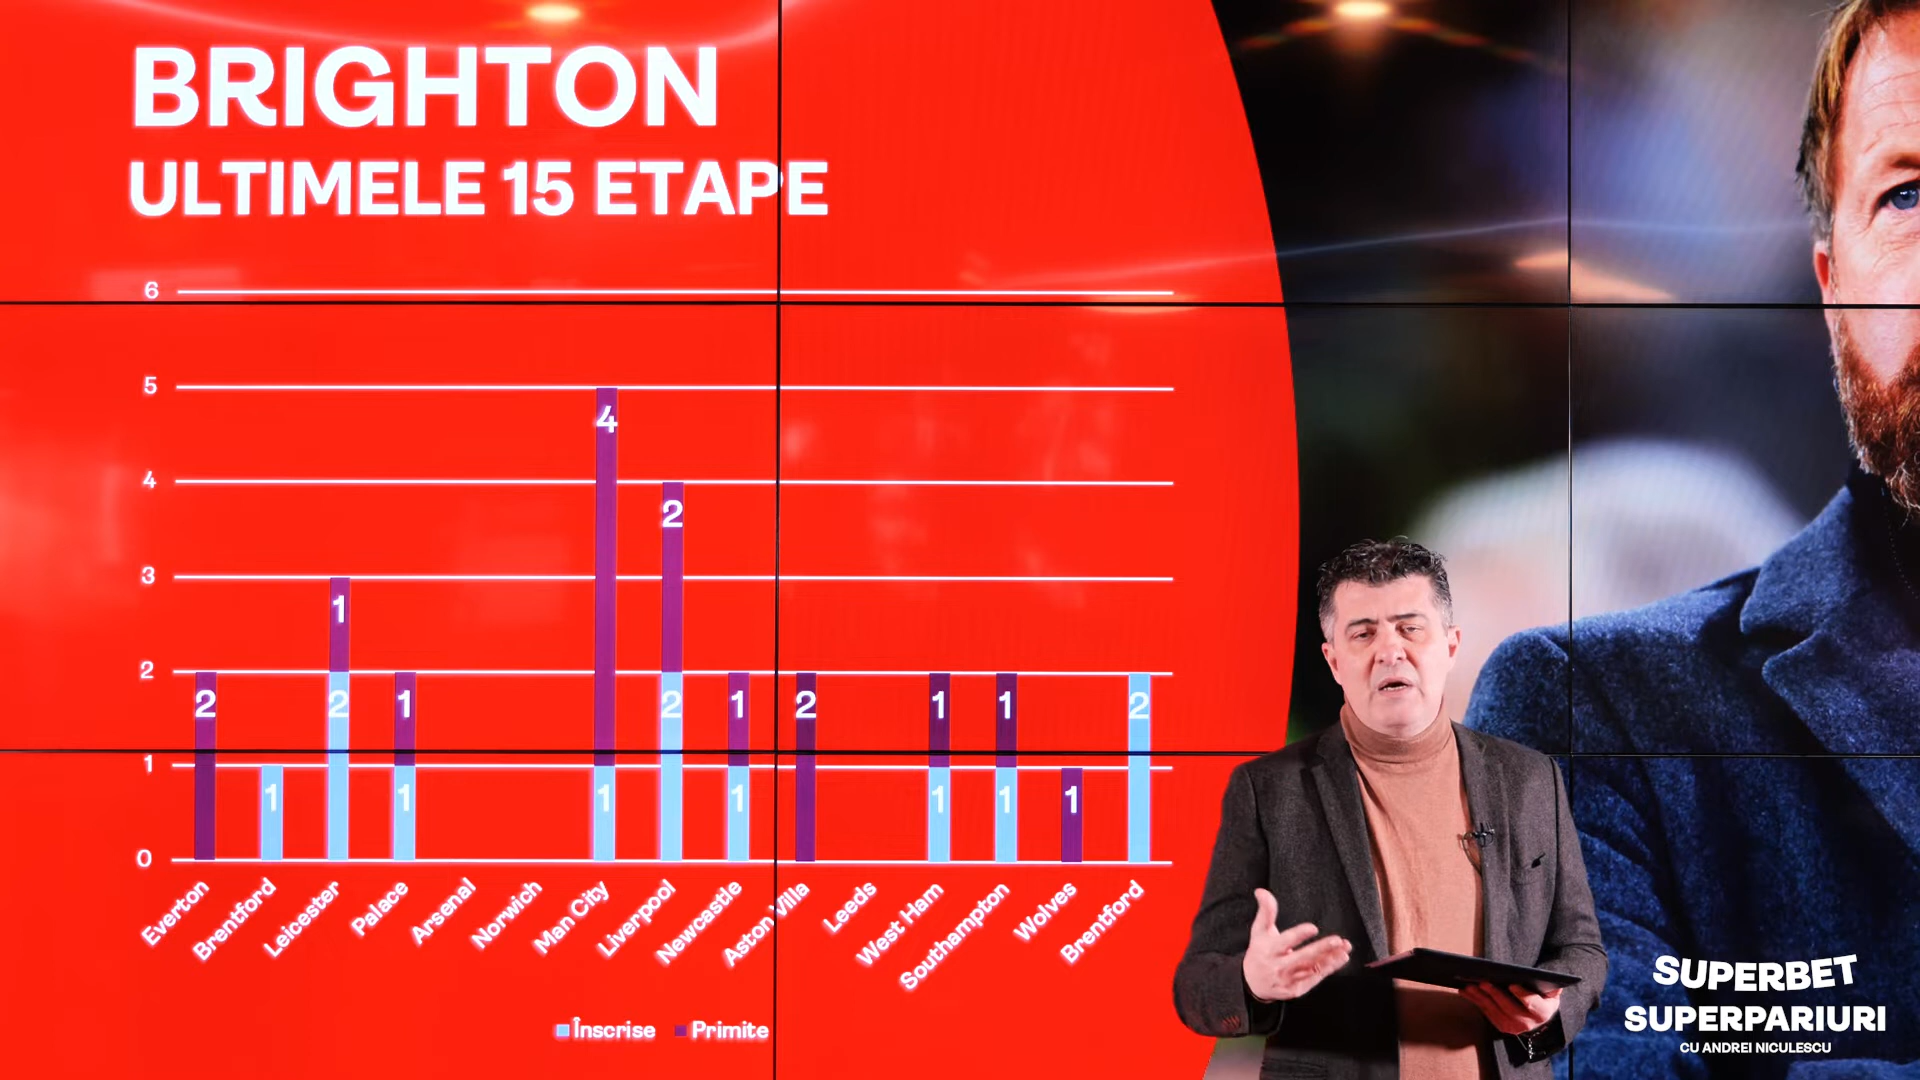 BRIGHTON
ULTIMELE 15 ETAPE
6
5
4
3
2
1
0
4
2
1
2 2 1 2 1 2 1 1 2
1 1 1 1 1 1 1 1
Everton Brentford Leicester Palace Arsenal Norwich Man City Liverpool Newcastle Aston Villa Leeds West Ham Southampton Wolves Brentford
Înscrise Primite
SUPERBET
SUPERPARIURI
CU ANDREI NICULESCU